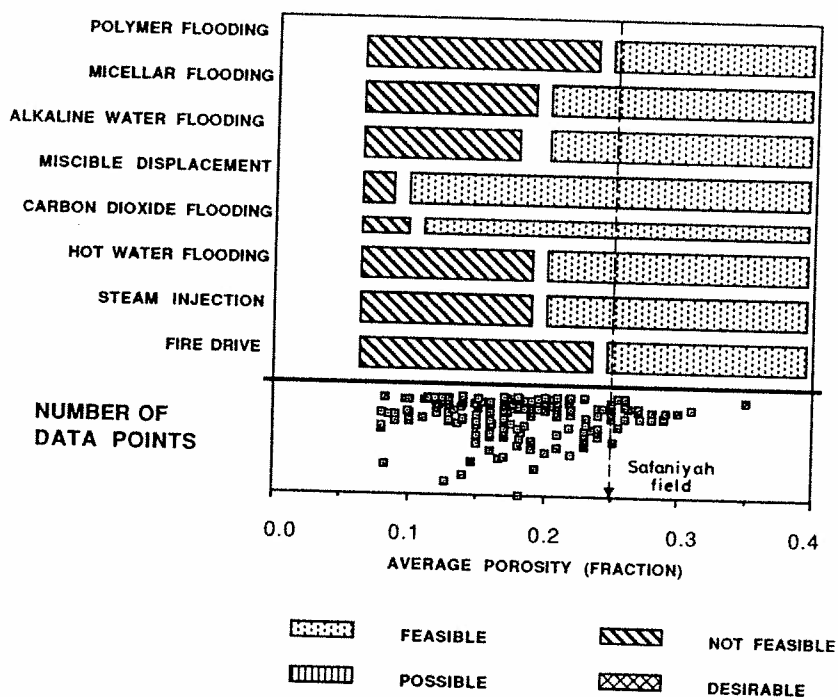 POLYMER FLOODING
MICELLAR FLOODING
ALKALINE WATER FLOODING
MISCIBLE DISPLACEMENT
CARBON DIOXIDE FLOODING
HOT WATER FLOODING
STEAM INJECTION
FIRE DRIVE
NUMBER OF
DATA POINTS
Safaniyah
field
0.0 0.1 0.2 0.3 0.4
AVERAGE POROSITY (FRACTION)
FEASIBLE
NOT FEASIBLE
POSSIBLE
DESIRABLE